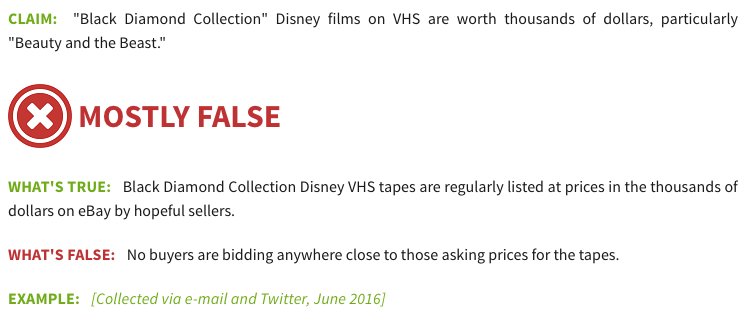 CLAIM: "Black Diamond Collection" Disney films on VHS are worth thousands of dollars, particularly
"Beauty and the Beast."
MOSTLY FALSE
WHAT'S TRUE: Black Diamond Collection Disney VHS tapes are regularly listed at prices in the thousands of
dollars on eBay by hopeful sellers.
WHAT'S FALSE: No buyers are bidding anywhere close to those asking prices for the tapes.
EXAMPLE: [Collected via e-mail and Twitter, June 2016]